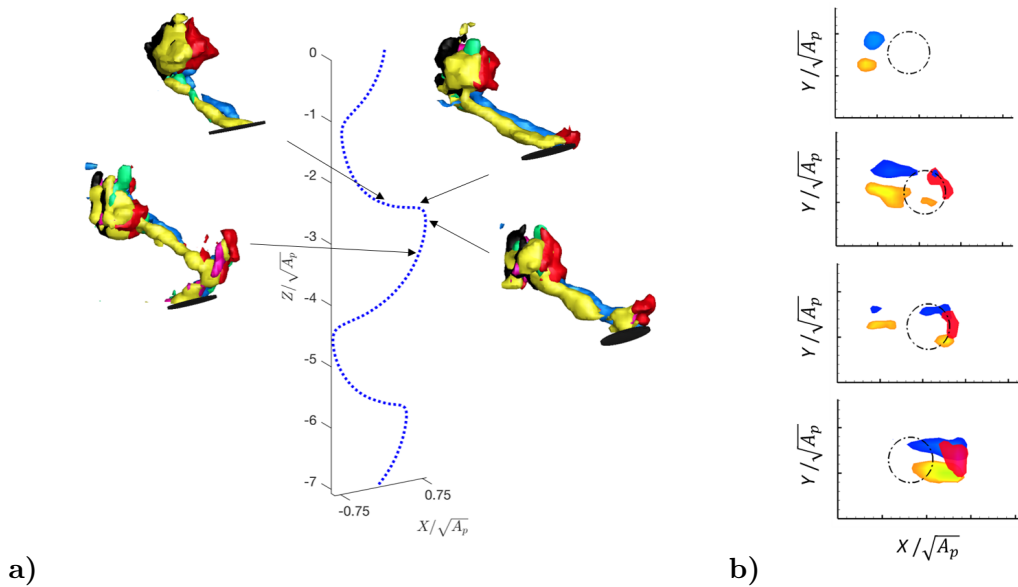 0
-1
-2
-3
-4
-5
-6
-7
Z/√A_p
-0.75
0.75
X/√A_p
a)
Y/√A_p
Y/√A_p
Y/√A_p
Y/√A_p
X/√A_p
b)